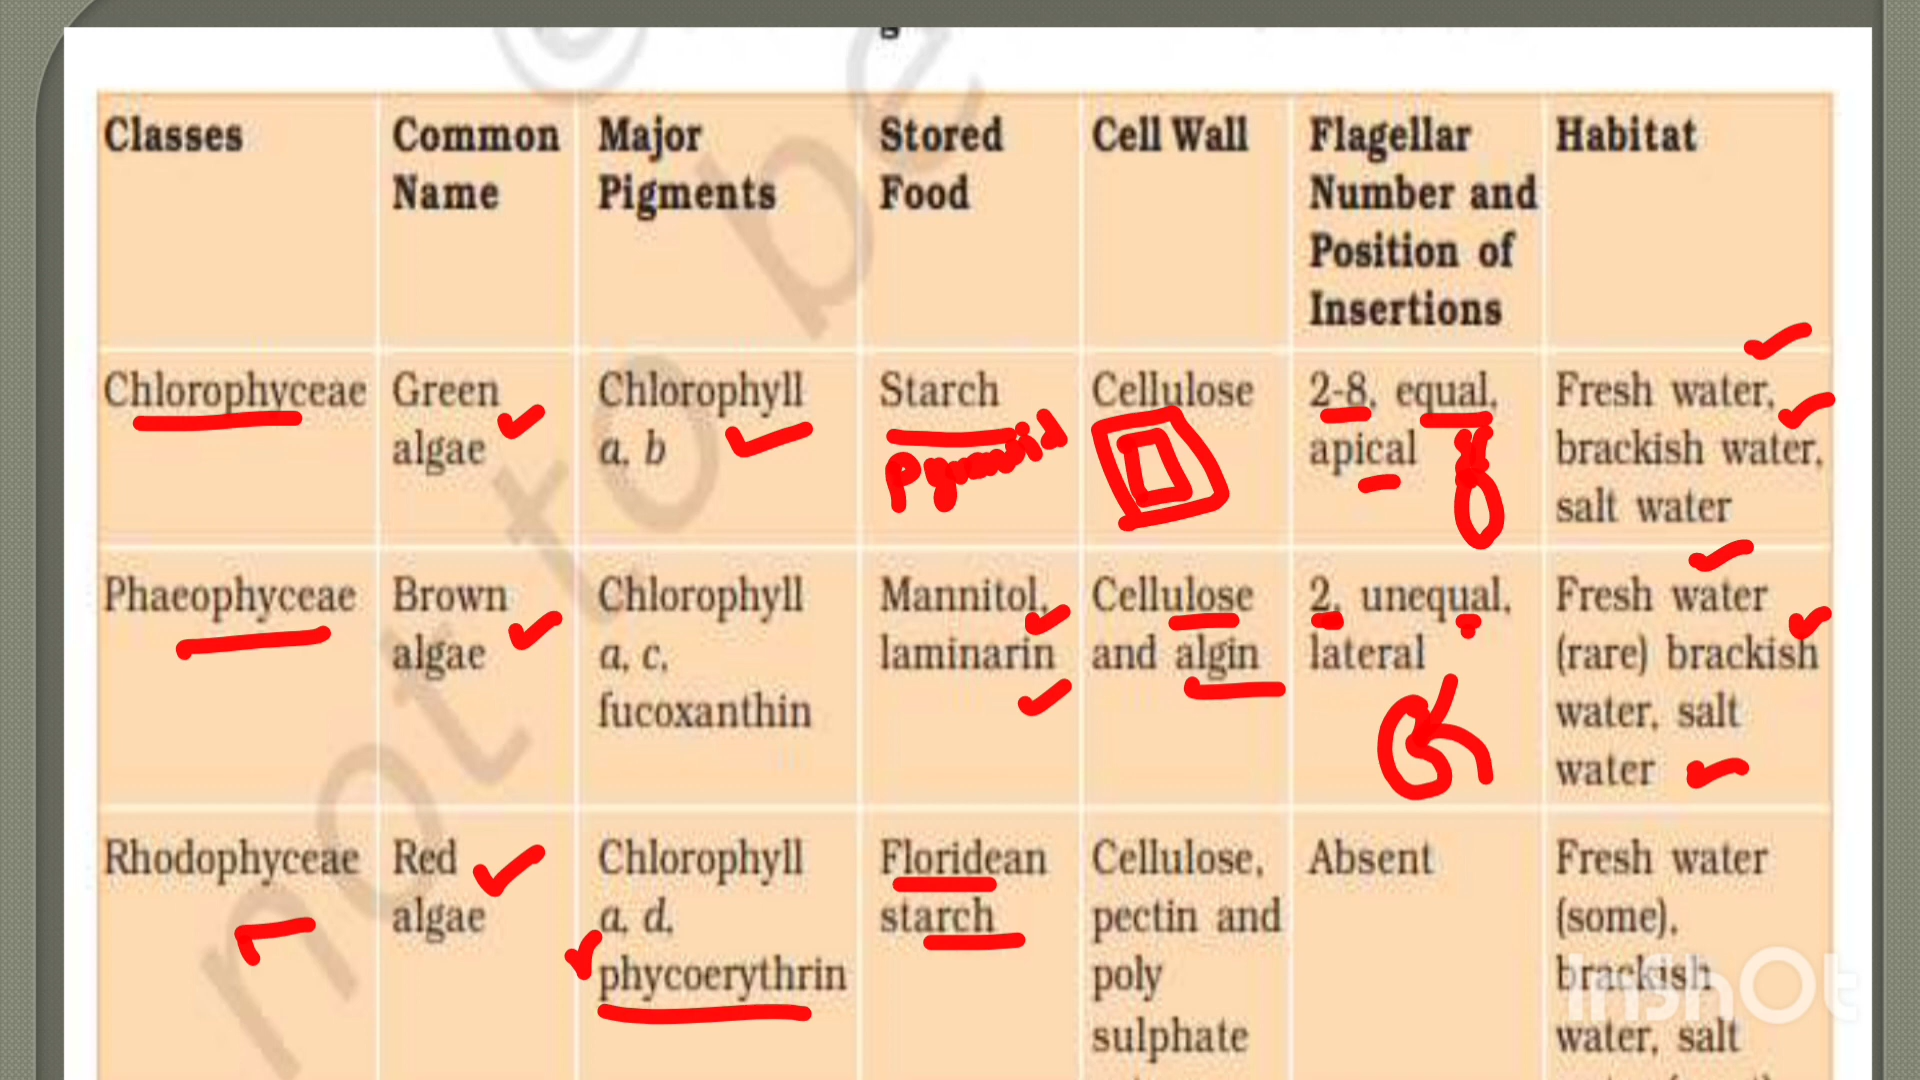 Classes
Common
Name
Major
Pigments
Stored
Food
Cell Wall
Flagellar
Number and
Position of
Insertions
Habitat
Chlorophyceae
Green
algae
Chlorophyll
a, b
Starch
Cellulose
2-8, equal,
apical
Fresh water,
brackish water,
salt water
Phaeophyceae
Brown
algae
Chlorophyll
a, c,
fucoxanthin
Mannitol,
laminarin
Cellulose
and algin
2, unequal,
lateral
Fresh water
(rare) brackish
water, salt
water
Rhodophyceae
Red
algae
Chlorophyll
a, d,
phycoerythrin
Floridean
starch
Cellulose,
pectin and
poly
sulphate
Absent
Fresh water
(some),
brackish
water, salt
not to be
InShOt